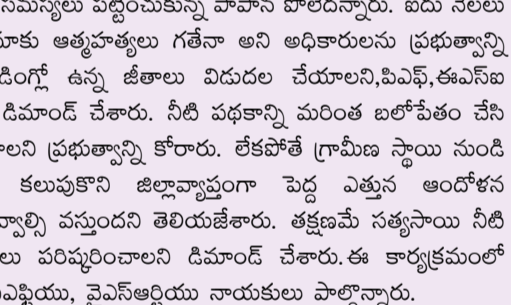 సమస్యలు పట్టించుకున్న పాపాన పోలేదన్నారు. ఐదు నెలలు
మాకు ఆత్మహత్యలు గతేనా అని అధికారులను ప్రభుత్వాన్ని
డింగ్లో ఉన్న జీతాలు విడుదల చేయాలని,పిఎఫ్,ఈఎస్ఐ
డిమాండ్ చేశారు. నీటి పథకాన్ని మరింత బలోపేతం చేసి
లని ప్రభుత్వాన్ని కోరారు. లేకపోతే గ్రామీణ స్థాయి నుండి
కలుపుకొని జిల్లావ్యాప్తంగా పెద్ద ఎత్తున ఆందోళన
వ్వాల్సి వస్తుందని తెలియజేశారు. తక్షణమే సత్యసాయి నీటి
లు పరిష్కరించాలని డిమాండ్ చేశారు.ఈ కార్యక్రమంలో
ఎఫ్టియు, వైఎస్ఆర్టియు నాయకులు పాల్గొన్నారు.